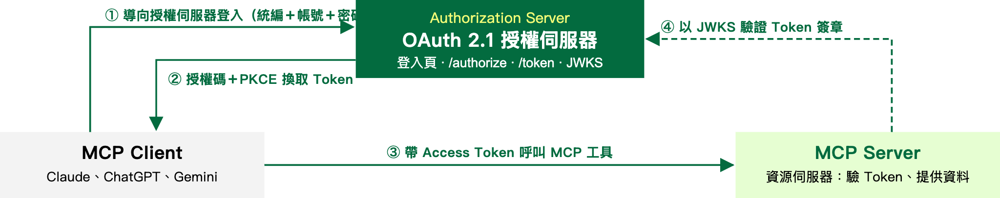 ① 導向授權伺服器登入（統編＋帳號＋密
Authorization Server
OAuth 2.1 授權伺服器
登入頁 · /authorize · /token · JWKS
④ 以 JWKS 驗證 Token 簽章
② 授權碼＋PKCE 換取 Token
MCP Client
Claude、ChatGPT、Gemini
③ 帶 Access Token 呼叫 MCP 工具
MCP Server
資源伺服器：驗 Token、提供資料